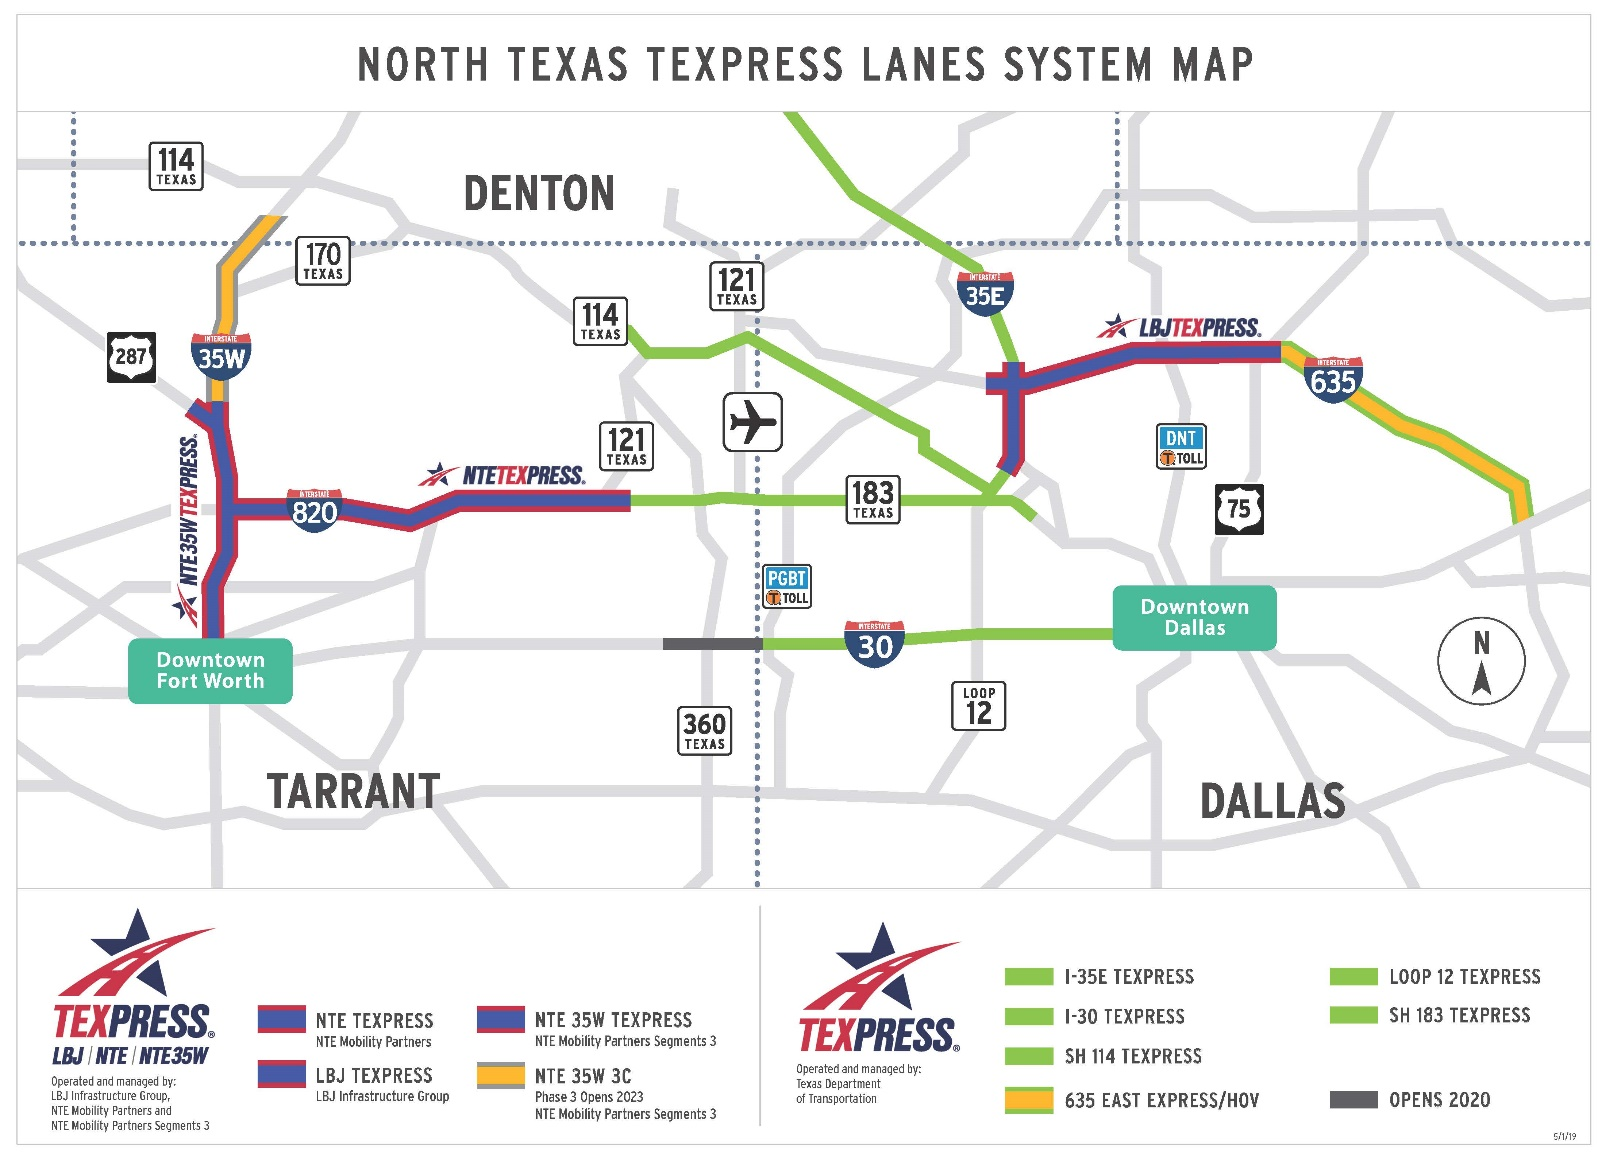 NORTH TEXAS TEXPRESS LANES SYSTEM MAP
114
TEXAS
DENTON
170
TEXAS
121
TEXAS
INTERSTATE
35E
114
TEXAS
LBJTEXPRESS.
287
INTERSTATE
35W
INTERSTATE
635
121
TEXAS
DNT
T TOLL
NTE35WTEXPRESS®
NTETEXPRESS®
INTERSTATE
820
183
TEXAS
75
PGBT
T TOLL
Downtown
Dallas
INTERSTATE
30
N
Downtown
Fort Worth
LOOP
12
360
TEXAS
TARRANT
DALLAS
TEXPRESS®
LBJ | NTE | NTE35W
Operated and managed by:
LBJ Infrastructure Group,
NTE Mobility Partners and
NTE Mobility Partners Segments 3
NTE TEXPRESS
NTE Mobility Partners
LBJ TEXPRESS
LBJ Infrastructure Group
NTE 35W TEXPRESS
NTE Mobility Partners Segments 3
NTE 35W 3C
Phase 3 Opens 2023
NTE Mobility Partners Segments 3
TEXPRESS®
Operated and managed by:
Texas Department
of Transportation
I-35E TEXPRESS
I-30 TEXPRESS
SH 114 TEXPRESS
635 EAST EXPRESS/HOV
LOOP 12 TEXPRESS
SH 183 TEXPRESS
OPENS 2020
5/1/19